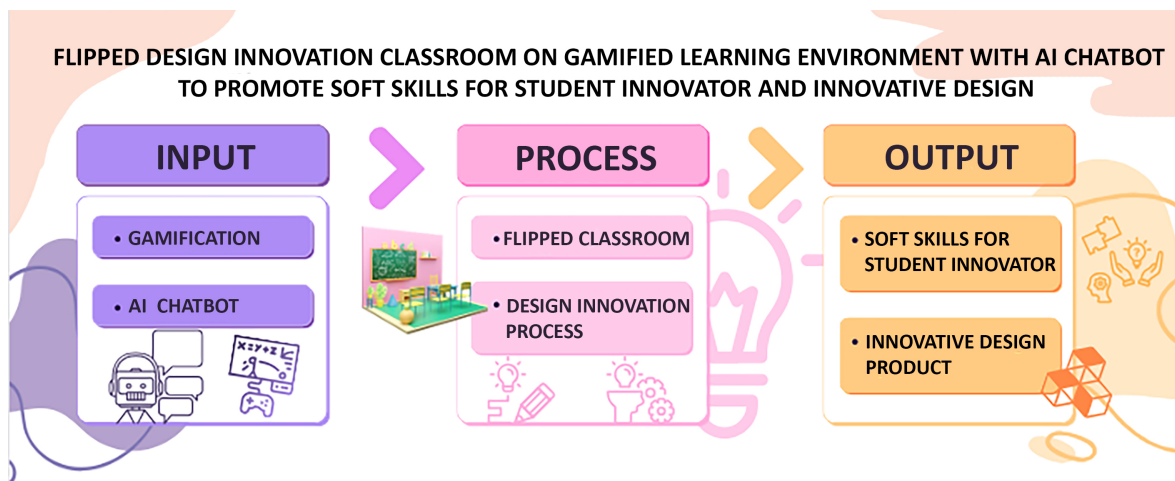 FLIPPED DESIGN INNOVATION CLASSROOM ON GAMIFIED LEARNING ENVIRONMENT WITH AI CHATBOT
TO PROMOTE SOFT SKILLS FOR STUDENT INNOVATOR AND INNOVATIVE DESIGN
INPUT
• GAMIFICATION
• AI CHATBOT
X=y+z
PROCESS
• FLIPPED CLASSROOM
• DESIGN INNOVATION
PROCESS
OUTPUT
• SOFT SKILLS FOR
STUDENT INNOVATOR
• INNOVATIVE DESIGN
PRODUCT